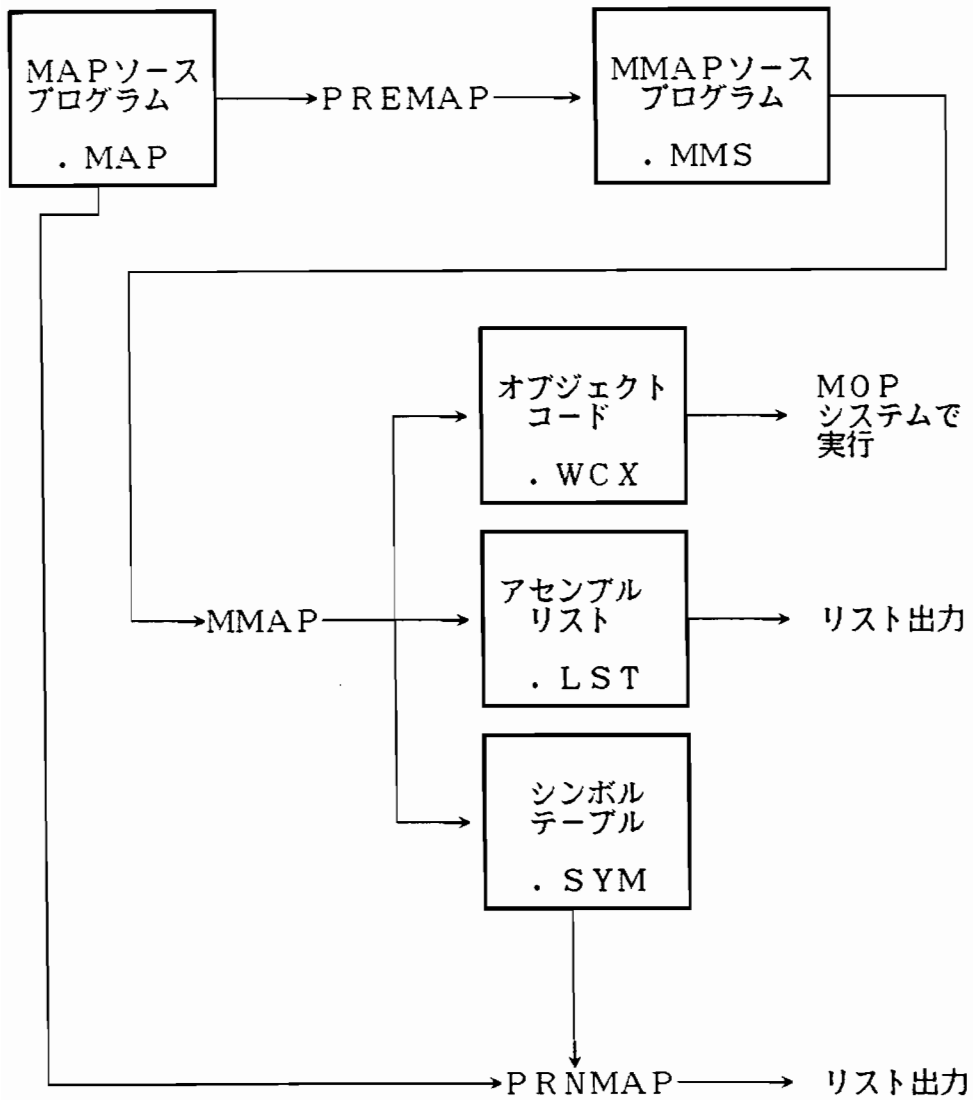 MAPソース
プログラム
．MAP
PREMAP
MMAPソース
プログラム
．MMS
オブジェクト
コード
．WCX
MOP
システムで
実行
MMAP
アセンブル
リスト
．LST
リスト出力
シンボル
テーブル
．SYM
PRNMAP
リスト出力